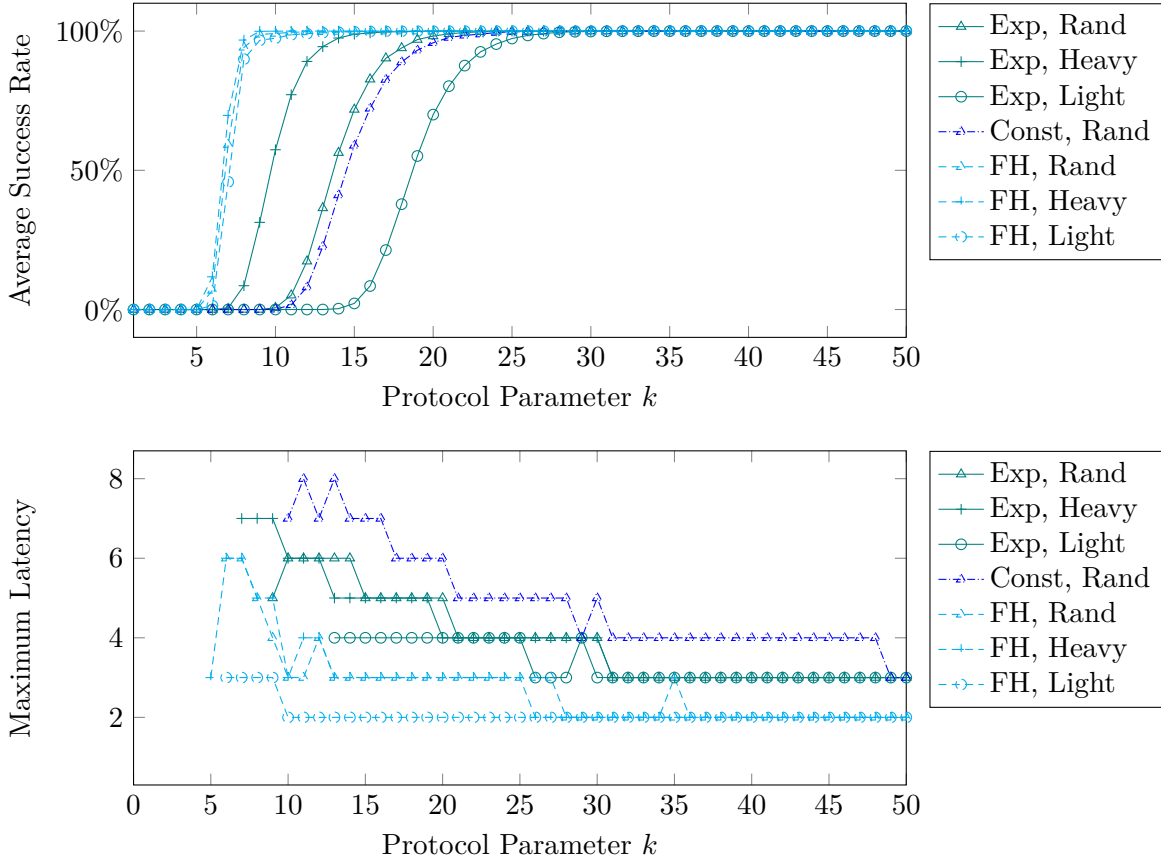 100%
50%
0%
Average Success Rate
5 10 15 20 25 30 35 40 45 50
Protocol Parameter k
Exp, Rand
Exp, Heavy
Exp, Light
Const, Rand
FH, Rand
FH, Heavy
FH, Light
8
6
4
2
Maximum Latency
0 5 10 15 20 25 30 35 40 45 50
Protocol Parameter k
Exp, Rand
Exp, Heavy
Exp, Light
Const, Rand
FH, Rand
FH, Heavy
FH, Light